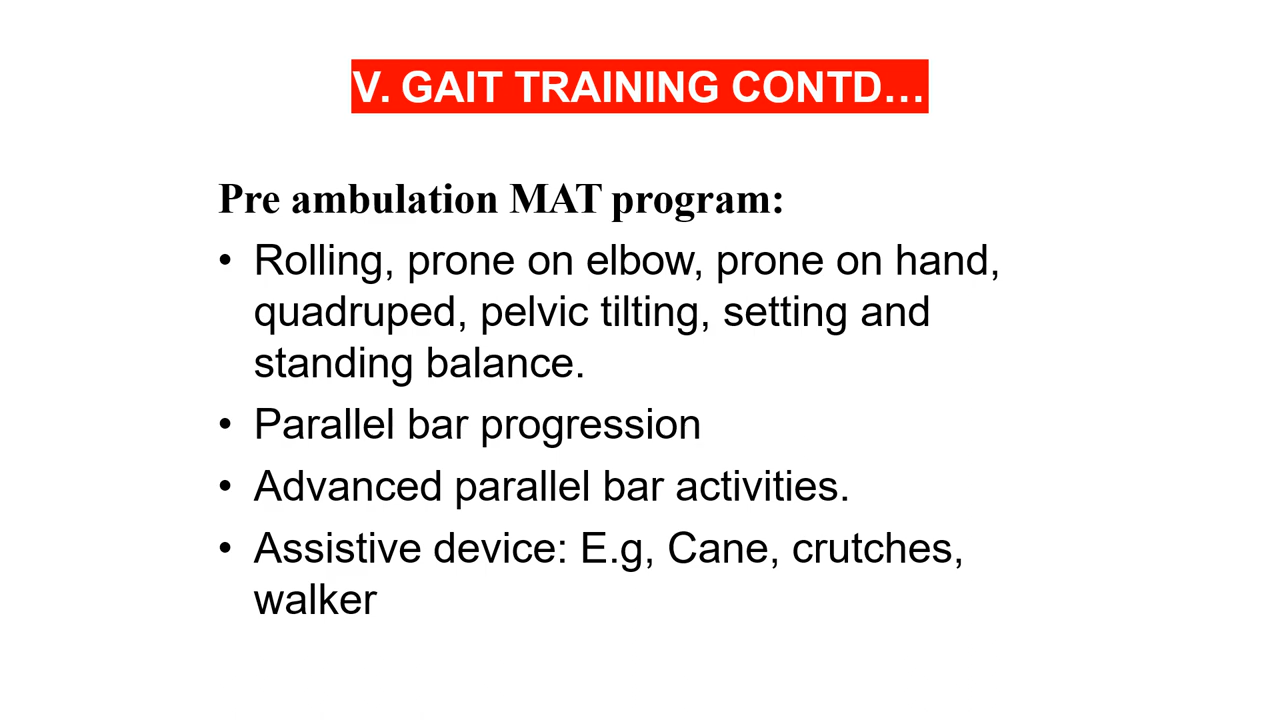 V. GAIT TRAINING CONTD…
Pre ambulation MAT program:
• Rolling, prone on elbow, prone on hand,
quadruped, pelvic tilting, setting and
standing balance.
• Parallel bar progression
• Advanced parallel bar activities.
• Assistive device: E.g, Cane, crutches,
walker